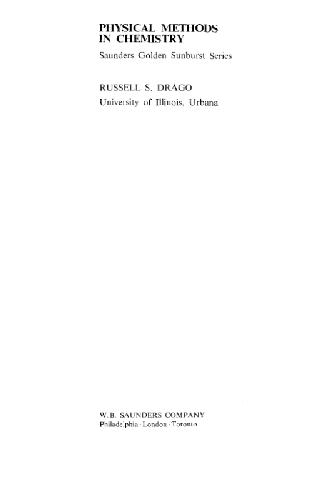 PHYSICAL METHODS
IN CHEMISTRY
Saunders Golden Sunburst Series
RUSSELL S. DRAGO
University of Illinois, Urbana
W.B. SAUNDERS COMPANY
Philadelphia · London · Toronto